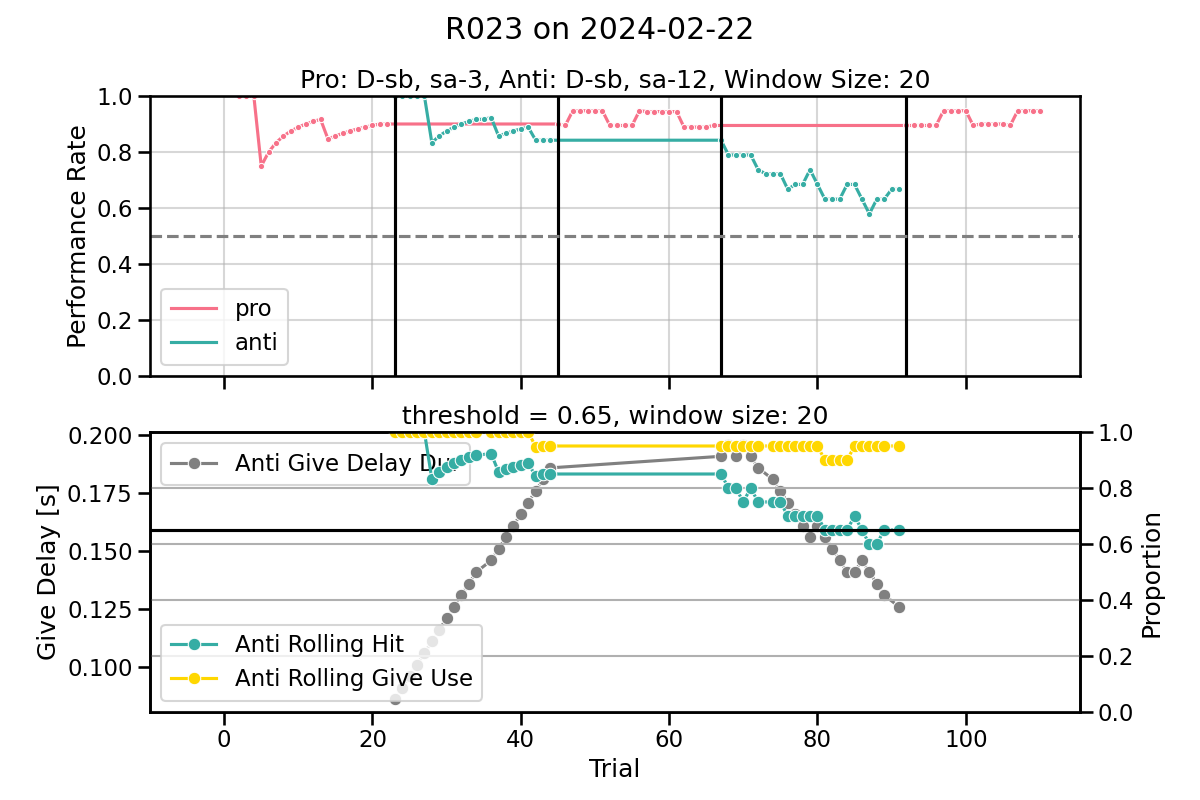 R023 on 2024-02-22
Pro: D-sb, sa-3, Anti: D-sb, sa-12, Window Size: 20
1.0
0.8
0.6
0.4
0.2
0.0
Performance Rate
pro
anti
threshold = 0.65, window size: 20
0.200
0.175
0.150
0.125
0.100
Give Delay [s]
Anti Give Delay Dur
Anti Rolling Hit
Anti Rolling Give Use
1.0
0.8
0.6
0.4
0.2
0.0
Proportion
0
20
40
60
80
100
Trial